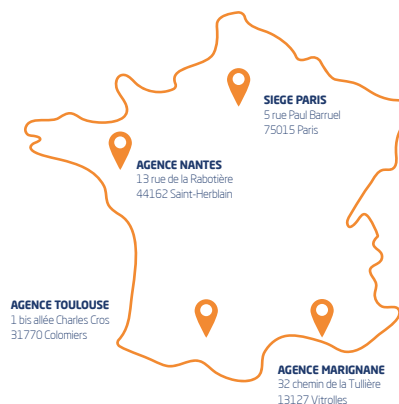 SIEGE PARIS
5 rue Paul Barruel
75015 Paris
AGENCE NANTES
13 rue de la Rabotière
44162 Saint-Herblain
AGENCE TOULOUSE
1 bis allée Charles Cros
31770 Colomiers
AGENCE MARIGNANE
32 chemin de la Tullière
13127 Vitrolles